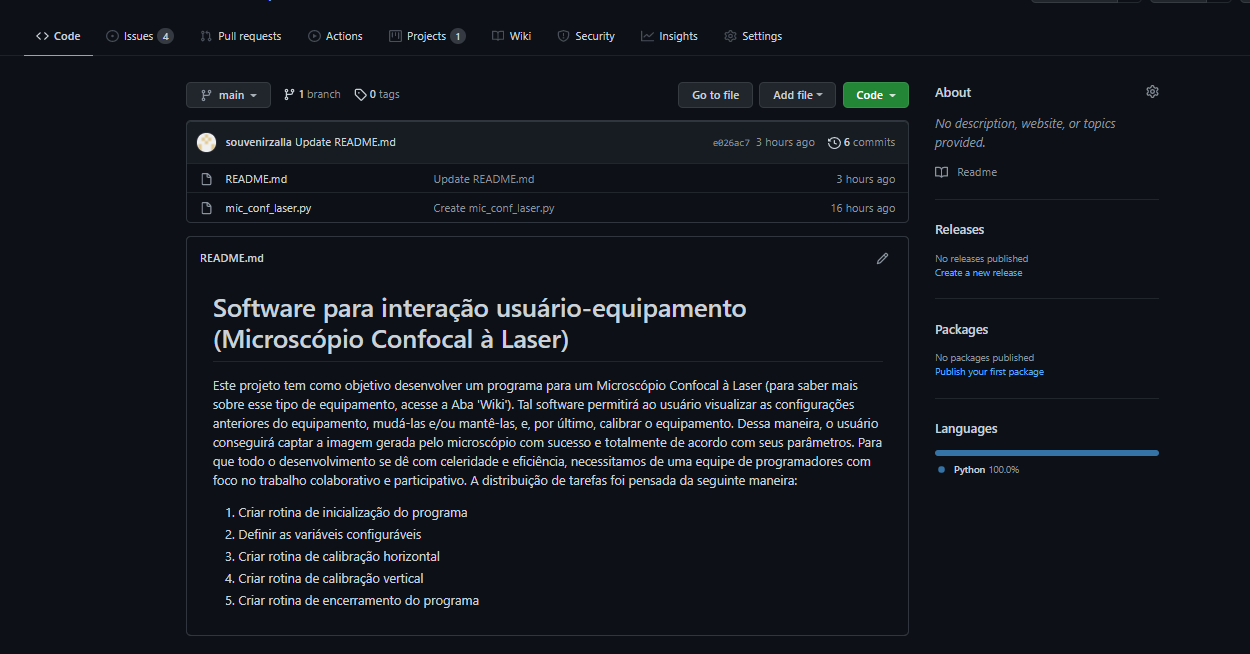 Code Issues 4 Pull requests Actions Projects 1 Wiki Security Insights Settings
main 1 branch 0 tags Go to file Add file Code
souvenirzalla Update README.md e026ac7 3 hours ago 6 commits
README.md Update README.md 3 hours ago
mic_conf_laser.py Create mic_conf_laser.py 16 hours ago
README.md
Software para interação usuário-equipamento
(Microscópio Confocal à Laser)
Este projeto tem como objetivo desenvolver um programa para um Microscópio Confocal à Laser (para saber mais
sobre esse tipo de equipamento, acesse a Aba 'Wiki'). Tal software permitirá ao usuário visualizar as configurações
anteriores do equipamento, mudá-las e/ou mantê-las, e, por último, calibrar o equipamento. Dessa maneira, o usuário
conseguirá captar a imagem gerada pelo microscópio com sucesso e totalmente de acordo com seus parâmetros. Para
que todo o desenvolvimento se dê com celeridade e eficiência, necessitamos de uma equipe de programadores com
foco no trabalho colaborativo e participativo. A distribuição de tarefas foi pensada da seguinte maneira:
1. Criar rotina de inicialização do programa
2. Definir as variáveis configuráveis
3. Criar rotina de calibração horizontal
4. Criar rotina de calibração vertical
5. Criar rotina de encerramento do programa
About
No description, website, or topics
provided.
Readme
Releases
No releases published
Create a new release
Packages
No packages published
Publish your first package
Languages
Python 100.0%